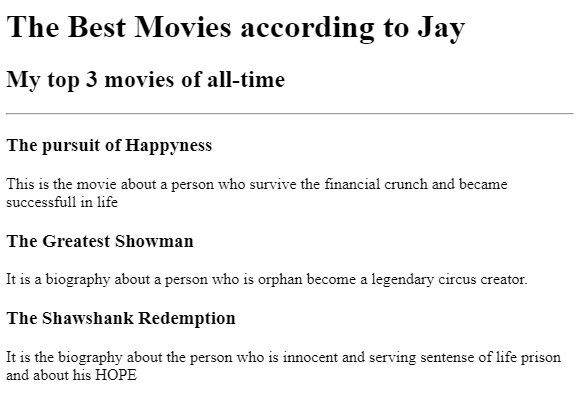 The Best Movies according to Jay
My top 3 movies of all-time
The pursuit of Happyness
This is the movie about a person who survive the financial crunch and became
successfull in life
The Greatest Showman
It is a biography about a person who is orphan become a legendary circus creator.
The Shawshank Redemption
It is the biography about the person who is innocent and serving sentense of life prison
and about his HOPE